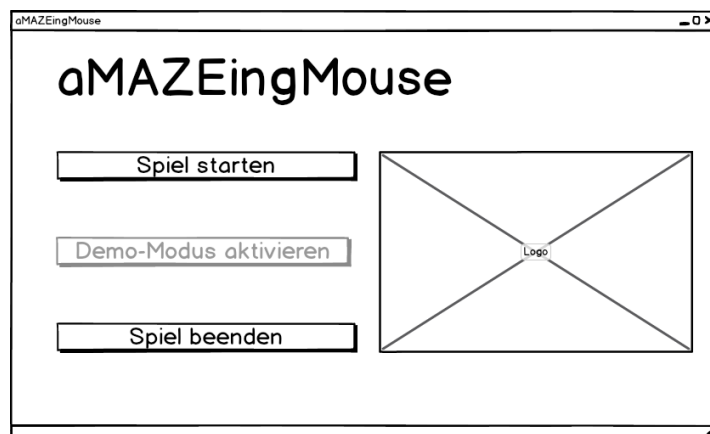 aMAZEingMouse
aMAZEingMouse
Spiel starten
Demo-Modus aktivieren
Logo
Spiel beenden